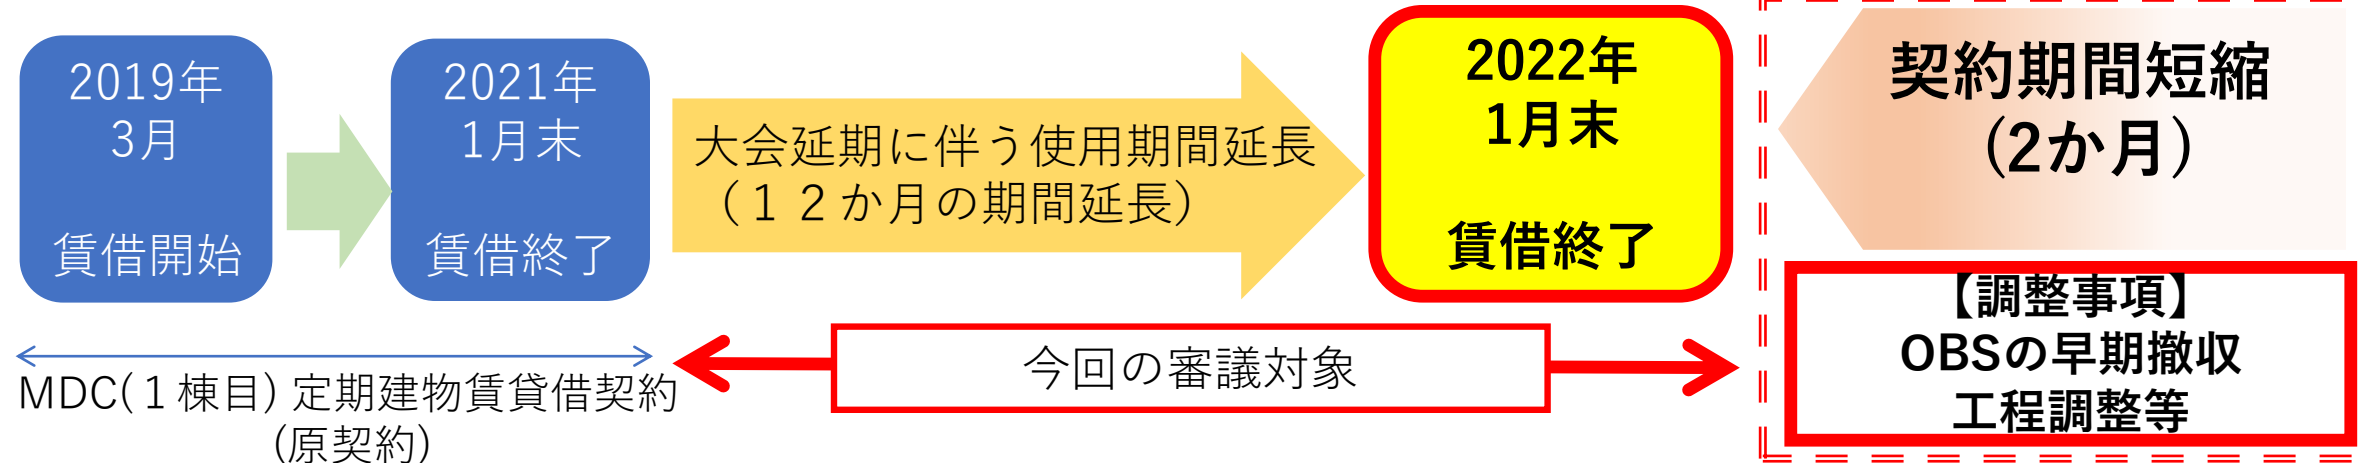 2019年
3月
賃借開始
2021年
1月末
賃借終了
大会延期に伴う使用期間延長
（１２か月の期間延長）
2022年
1月末
賃借終了
契約期間短縮
(2か月)
【調整事項】
OBSの早期撤収
工程調整等
今回の審議対象
MDC(１棟目) 定期建物賃貸借契約
(原契約)